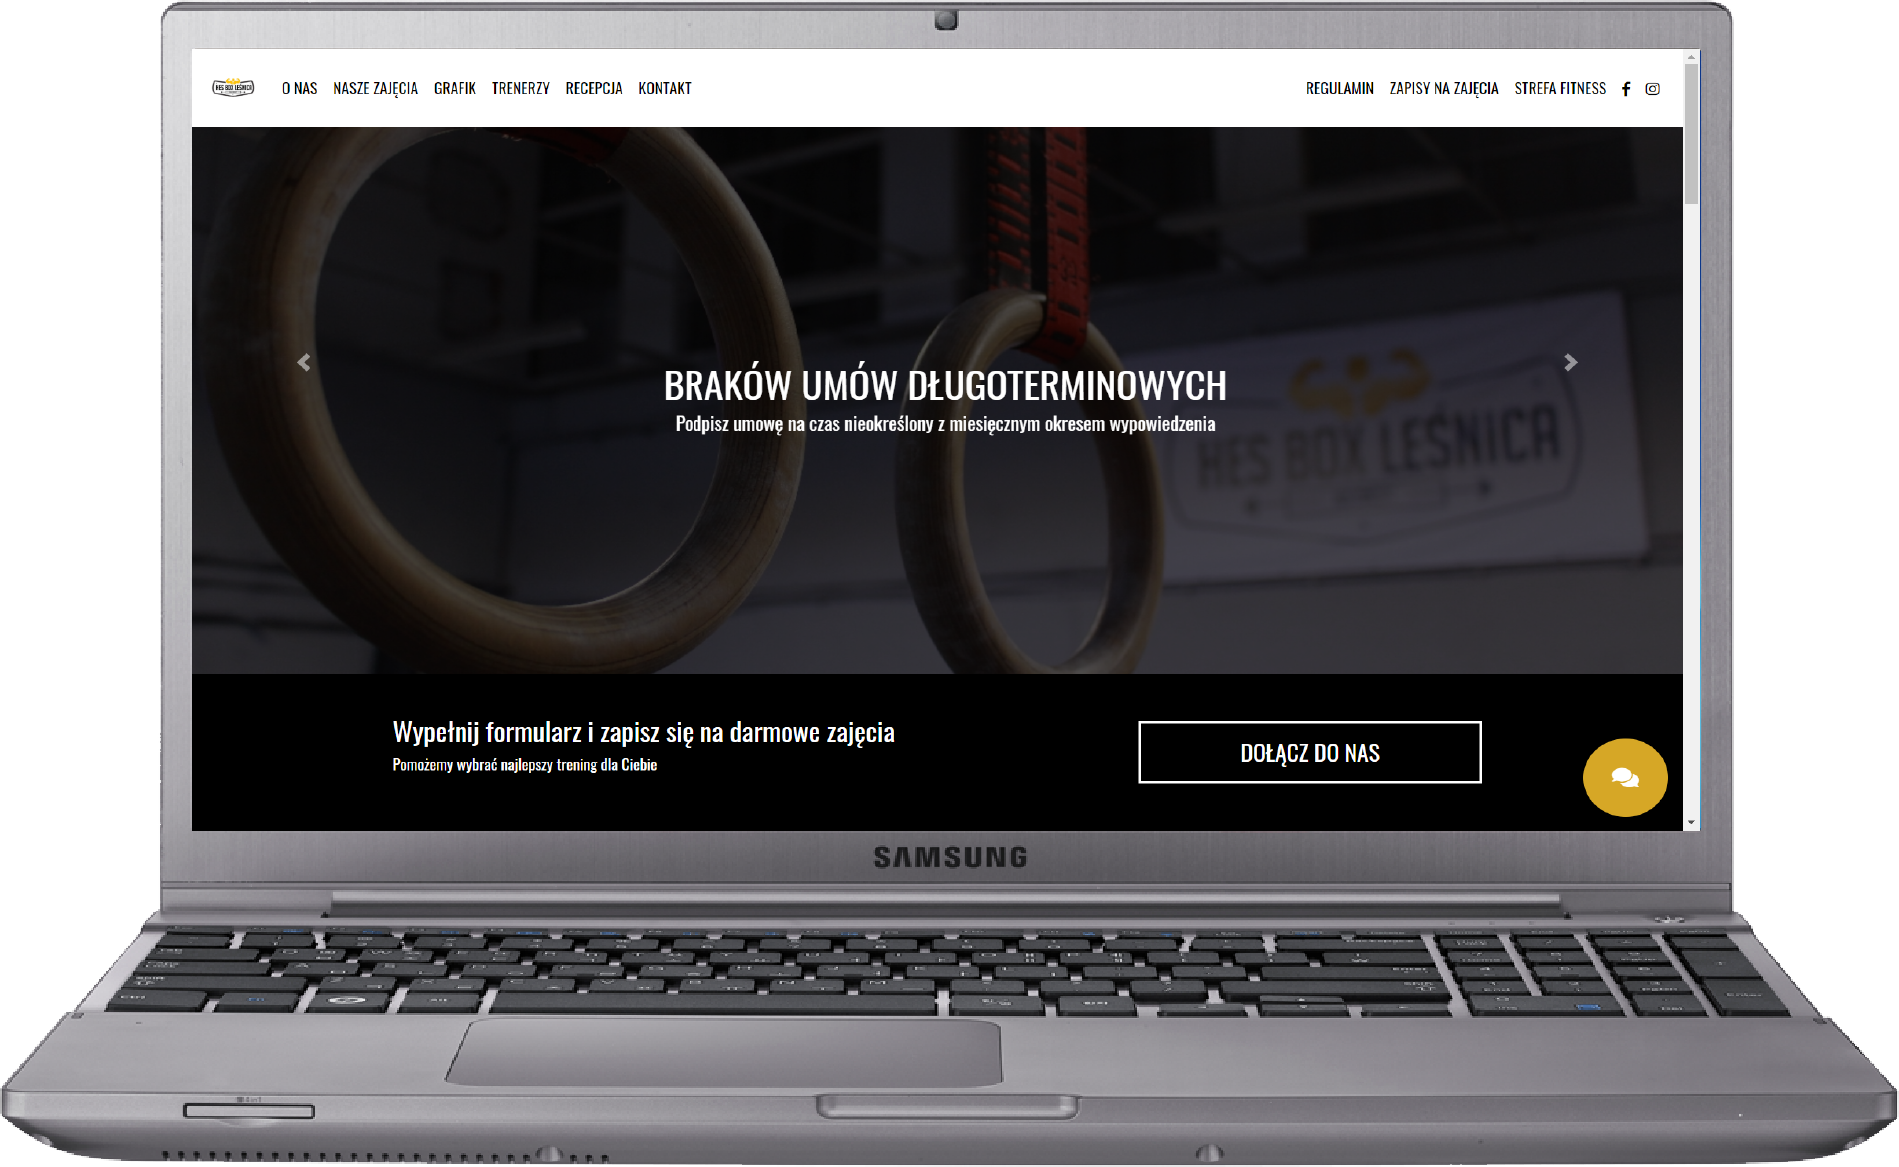 HES BOX LEŚNICA
O NAS NASZE ZAJĘCIA GRAFIK TRENERZY RECEPCJA KONTAKT
REGULAMIN ZAPISY NA ZAJĘCIA STREFA FITNESS
BRAKÓW UMÓW DŁUGOTERMINOWYCH
Podpisz umowę na czas nieokreślony z miesięcznym okresem wypowiedzenia
HES BOX LEŚNICA
Wypełnij formularz i zapisz się na darmowe zajęcia
Pomożemy wybrać najlepszy trening dla Ciebie
DOŁĄCZ DO NAS
SAMSUNG